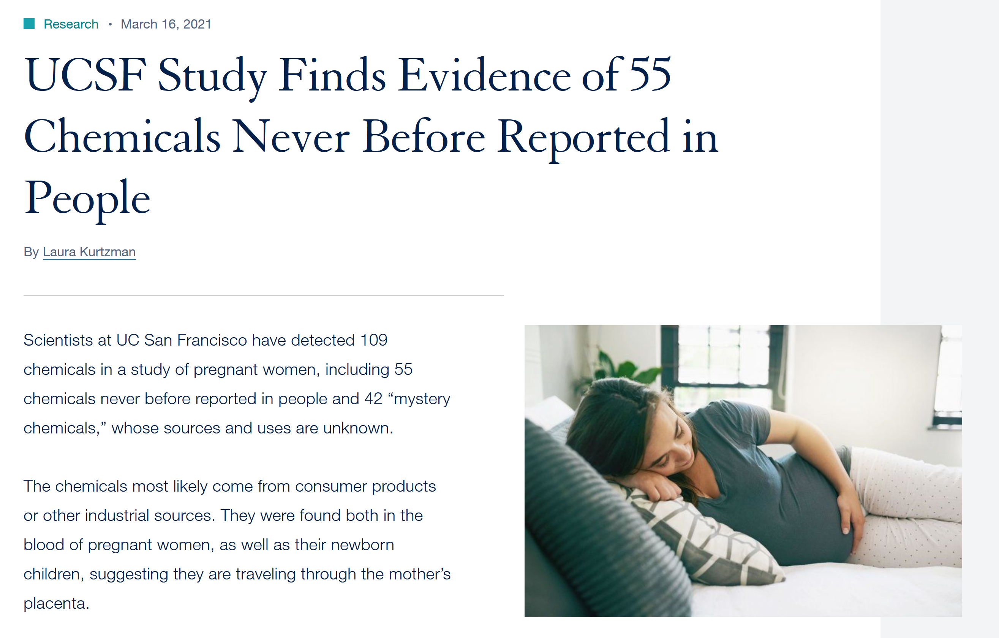 Research • March 16, 2021
UCSF Study Finds Evidence of 55
Chemicals Never Before Reported in
People
By Laura Kurtzman
Scientists at UC San Francisco have detected 109
chemicals in a study of pregnant women, including 55
chemicals never before reported in people and 42 “mystery
chemicals,” whose sources and uses are unknown.
The chemicals most likely come from consumer products
or other industrial sources. They were found both in the
blood of pregnant women, as well as their newborn
children, suggesting they are traveling through the mother’s
placenta.